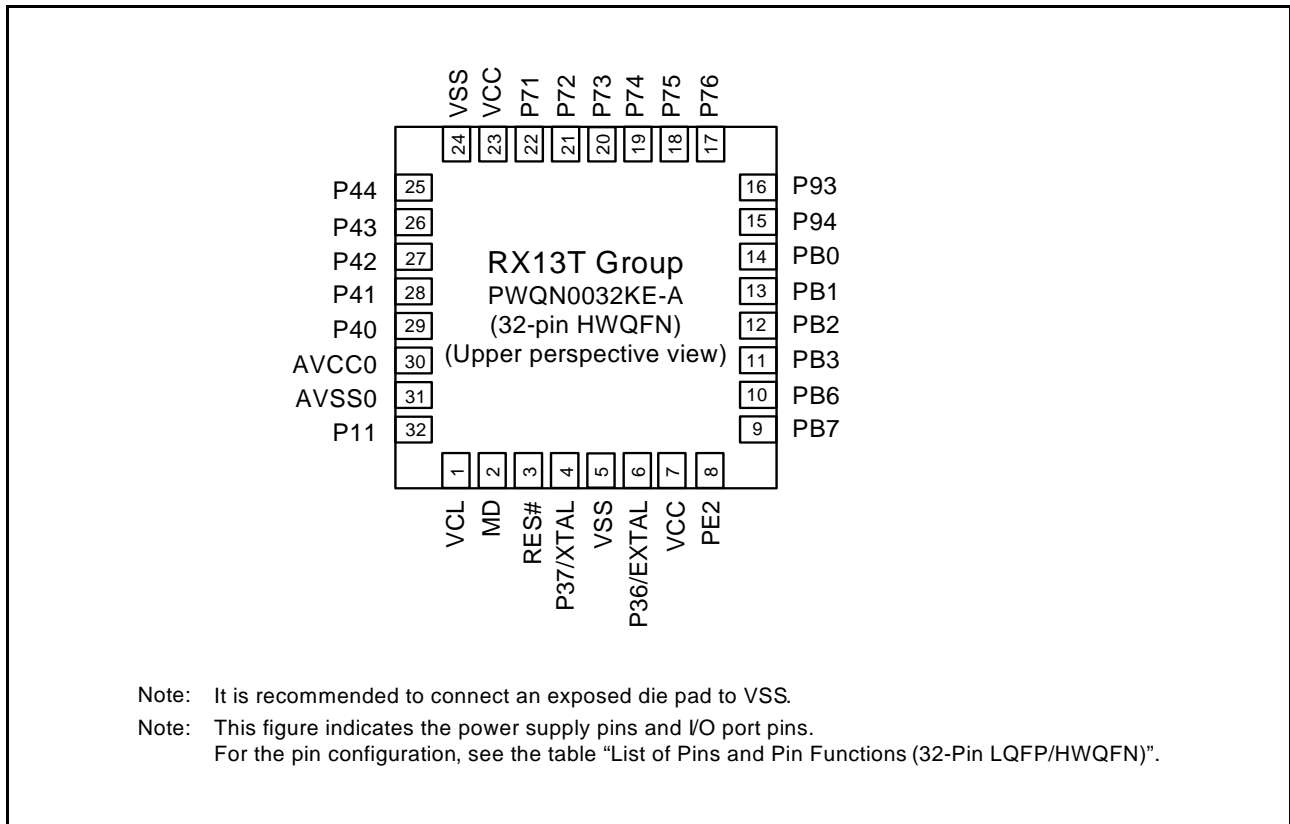 VSS
VCC
P71
P72
P73
P74
P75
P76
24
23
22
21
20
19
18
17
P44 25
P43 26
P42 27
P41 28
P40 29
AVCC0 30
AVSS0 31
P11 32
RX13T Group
PWQN0032KE-A
(32-pin HWQFN)
(Upper perspective view)
16 P93
15 P94
14 PB0
13 PB1
12 PB2
11 PB3
10 PB6
9 PB7
1
2
3
4
5
6
7
8
VCL
MD
RES#
P37/XTAL
VSS
P36/EXTAL
VCC
PE2
Note: It is recommended to connect an exposed die pad to VSS.
Note: This figure indicates the power supply pins and I/O port pins.
For the pin configuration, see the table “List of Pins and Pin Functions (32-Pin LQFP/HWQFN)”.